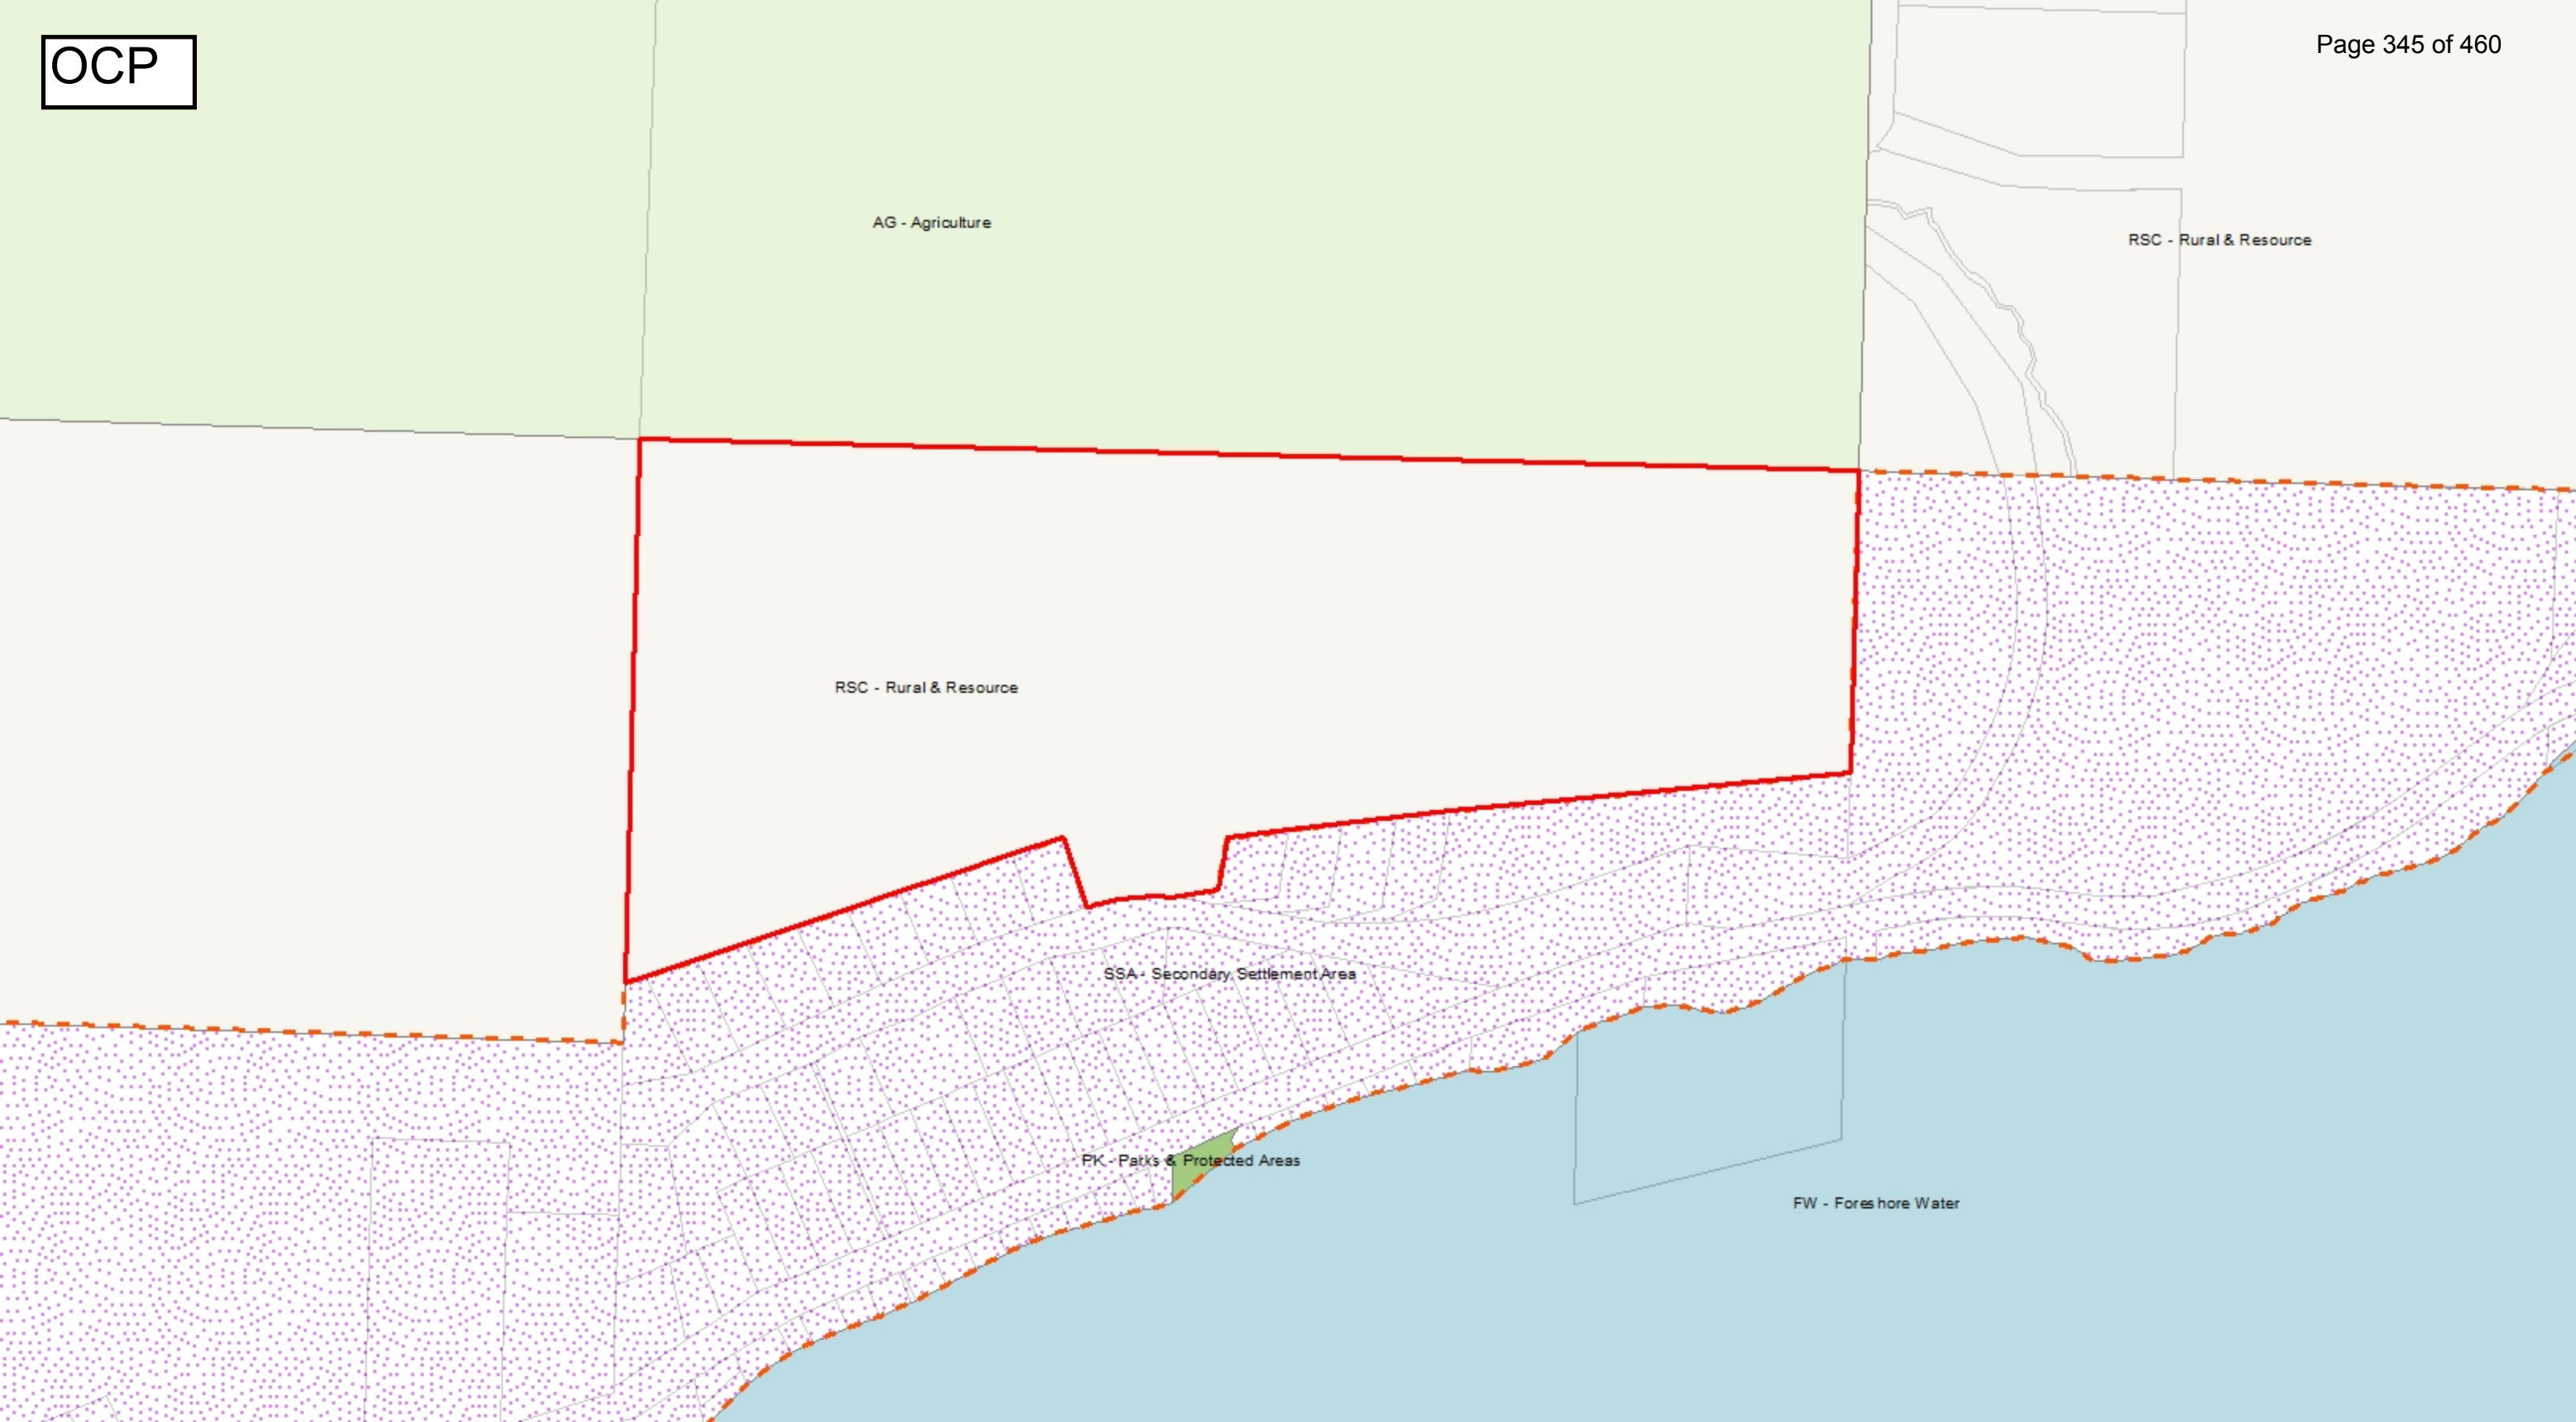 OCP
Page 345 of 460
AG - Agriculture
RSC - Rural & Resource
RSC - Rural & Resource
SSA - Secondary Settlement Area
PK - Parks & Protected Areas
FW - Foreshore Water